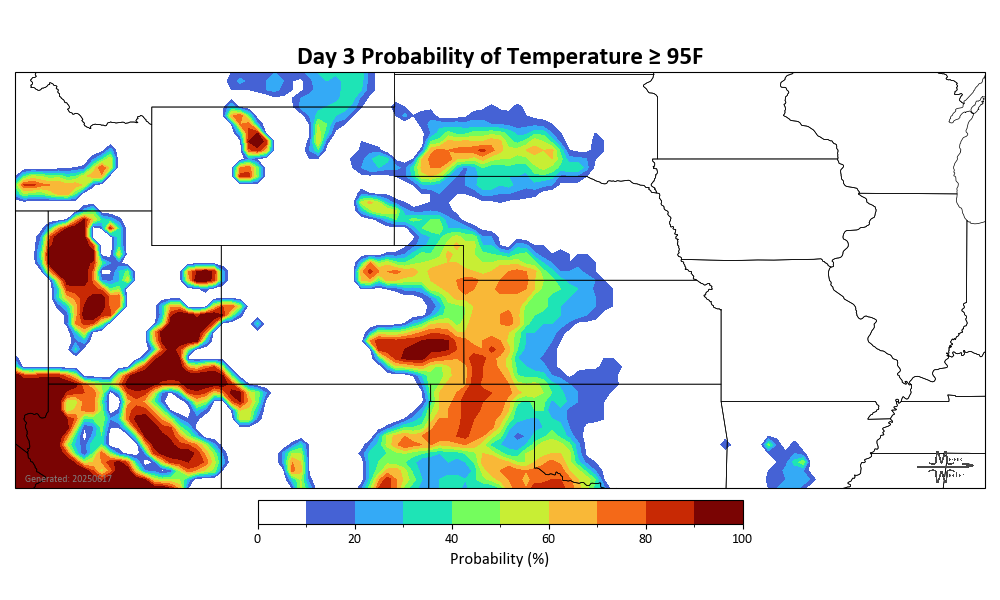 Day 3 Probability of Temperature ≥ 95F
Generated: 20250817
0 20 40 60 80 100
Probability (%)